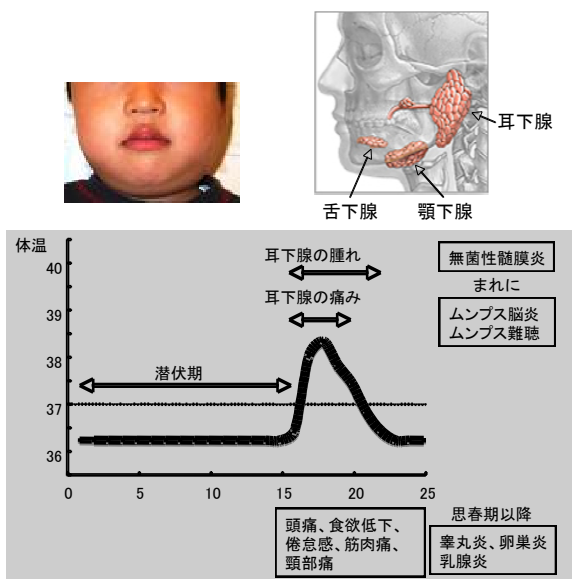 耳下腺
舌下腺
顎下腺
体温
耳下腺の腫れ
無菌性髄膜炎
40
まれに
耳下腺の痛み
ムンプス脳炎
ムンプス難聴
39
38
潜伏期
37
36
0 5 10 15 20 25
頭痛、食欲低下、
倦怠感、筋肉痛、
頸部痛
思春期以降
睾丸炎、卵巣炎
乳腺炎